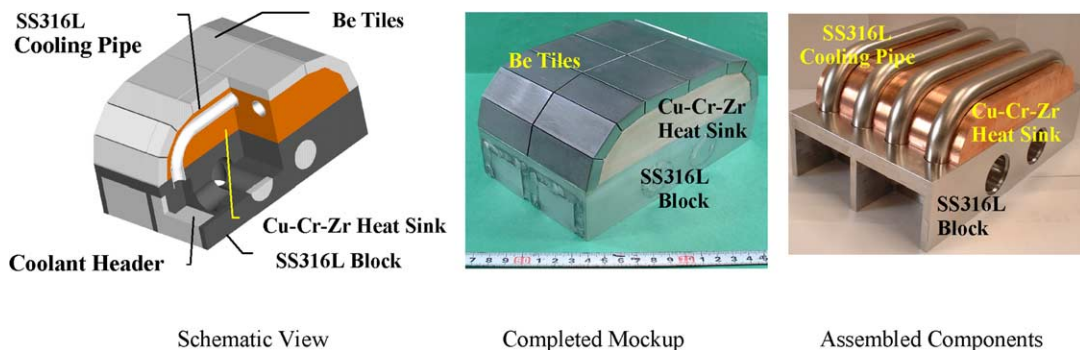 SS316L
Cooling Pipe
Be Tiles
Cu-Cr-Zr Heat Sink
SS316L Block
Coolant Header
Be Tiles
Cu-Cr-Zr
Heat Sink
SS316L
Block
SS316L
Cooling Pipe
Cu-Cr-Zr
Heat Sink
SS316L
Block
Schematic View
Completed Mockup
Assembled Components